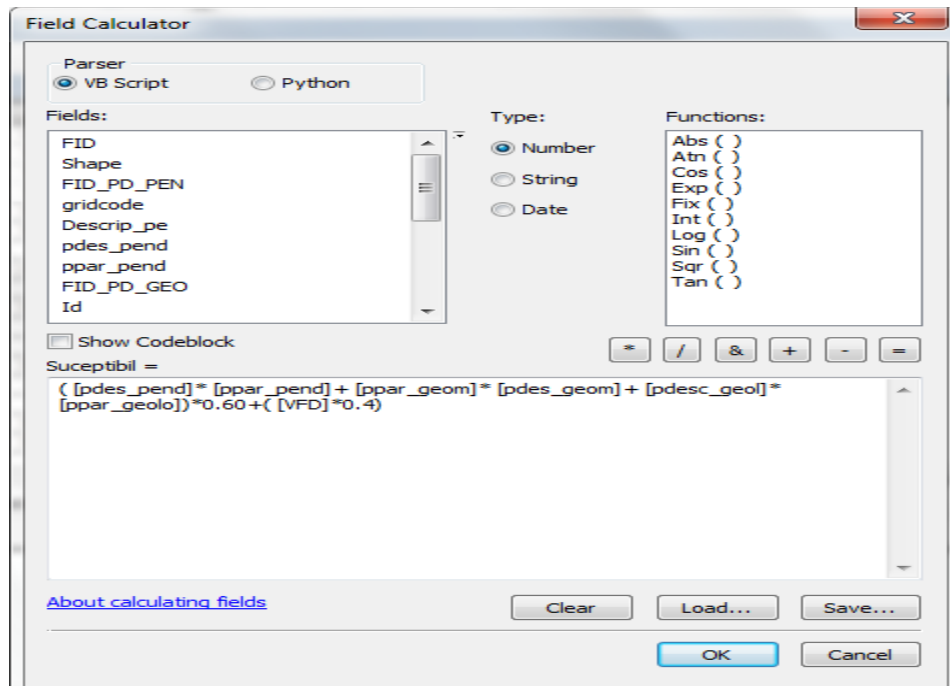 Field Calculator
Parser
VB Script
Python
Fields:
FID
Shape
FID_PD_PEN
gridcode
Descrip_pe
pdes_pend
ppar_pend
FID_PD_GEO
Id
Type:
Number
String
Date
Functions:
Abs ( )
Atn ( )
Cos ( )
Exp ( )
Fix ( )
Int ( )
Log ( )
Sin ( )
Sqr ( )
Tan ( )
Show Codeblock
* / & + - =
Suceptibil =
( [pdes_pend]* [ppar_pend]+ [ppar_geom]* [pdes_geom]+ [pdesc_geol]*
[ppar_geolo])*0.60+( [VFD]*0.4)
About calculating fields
Clear
Load...
Save...
OK
Cancel